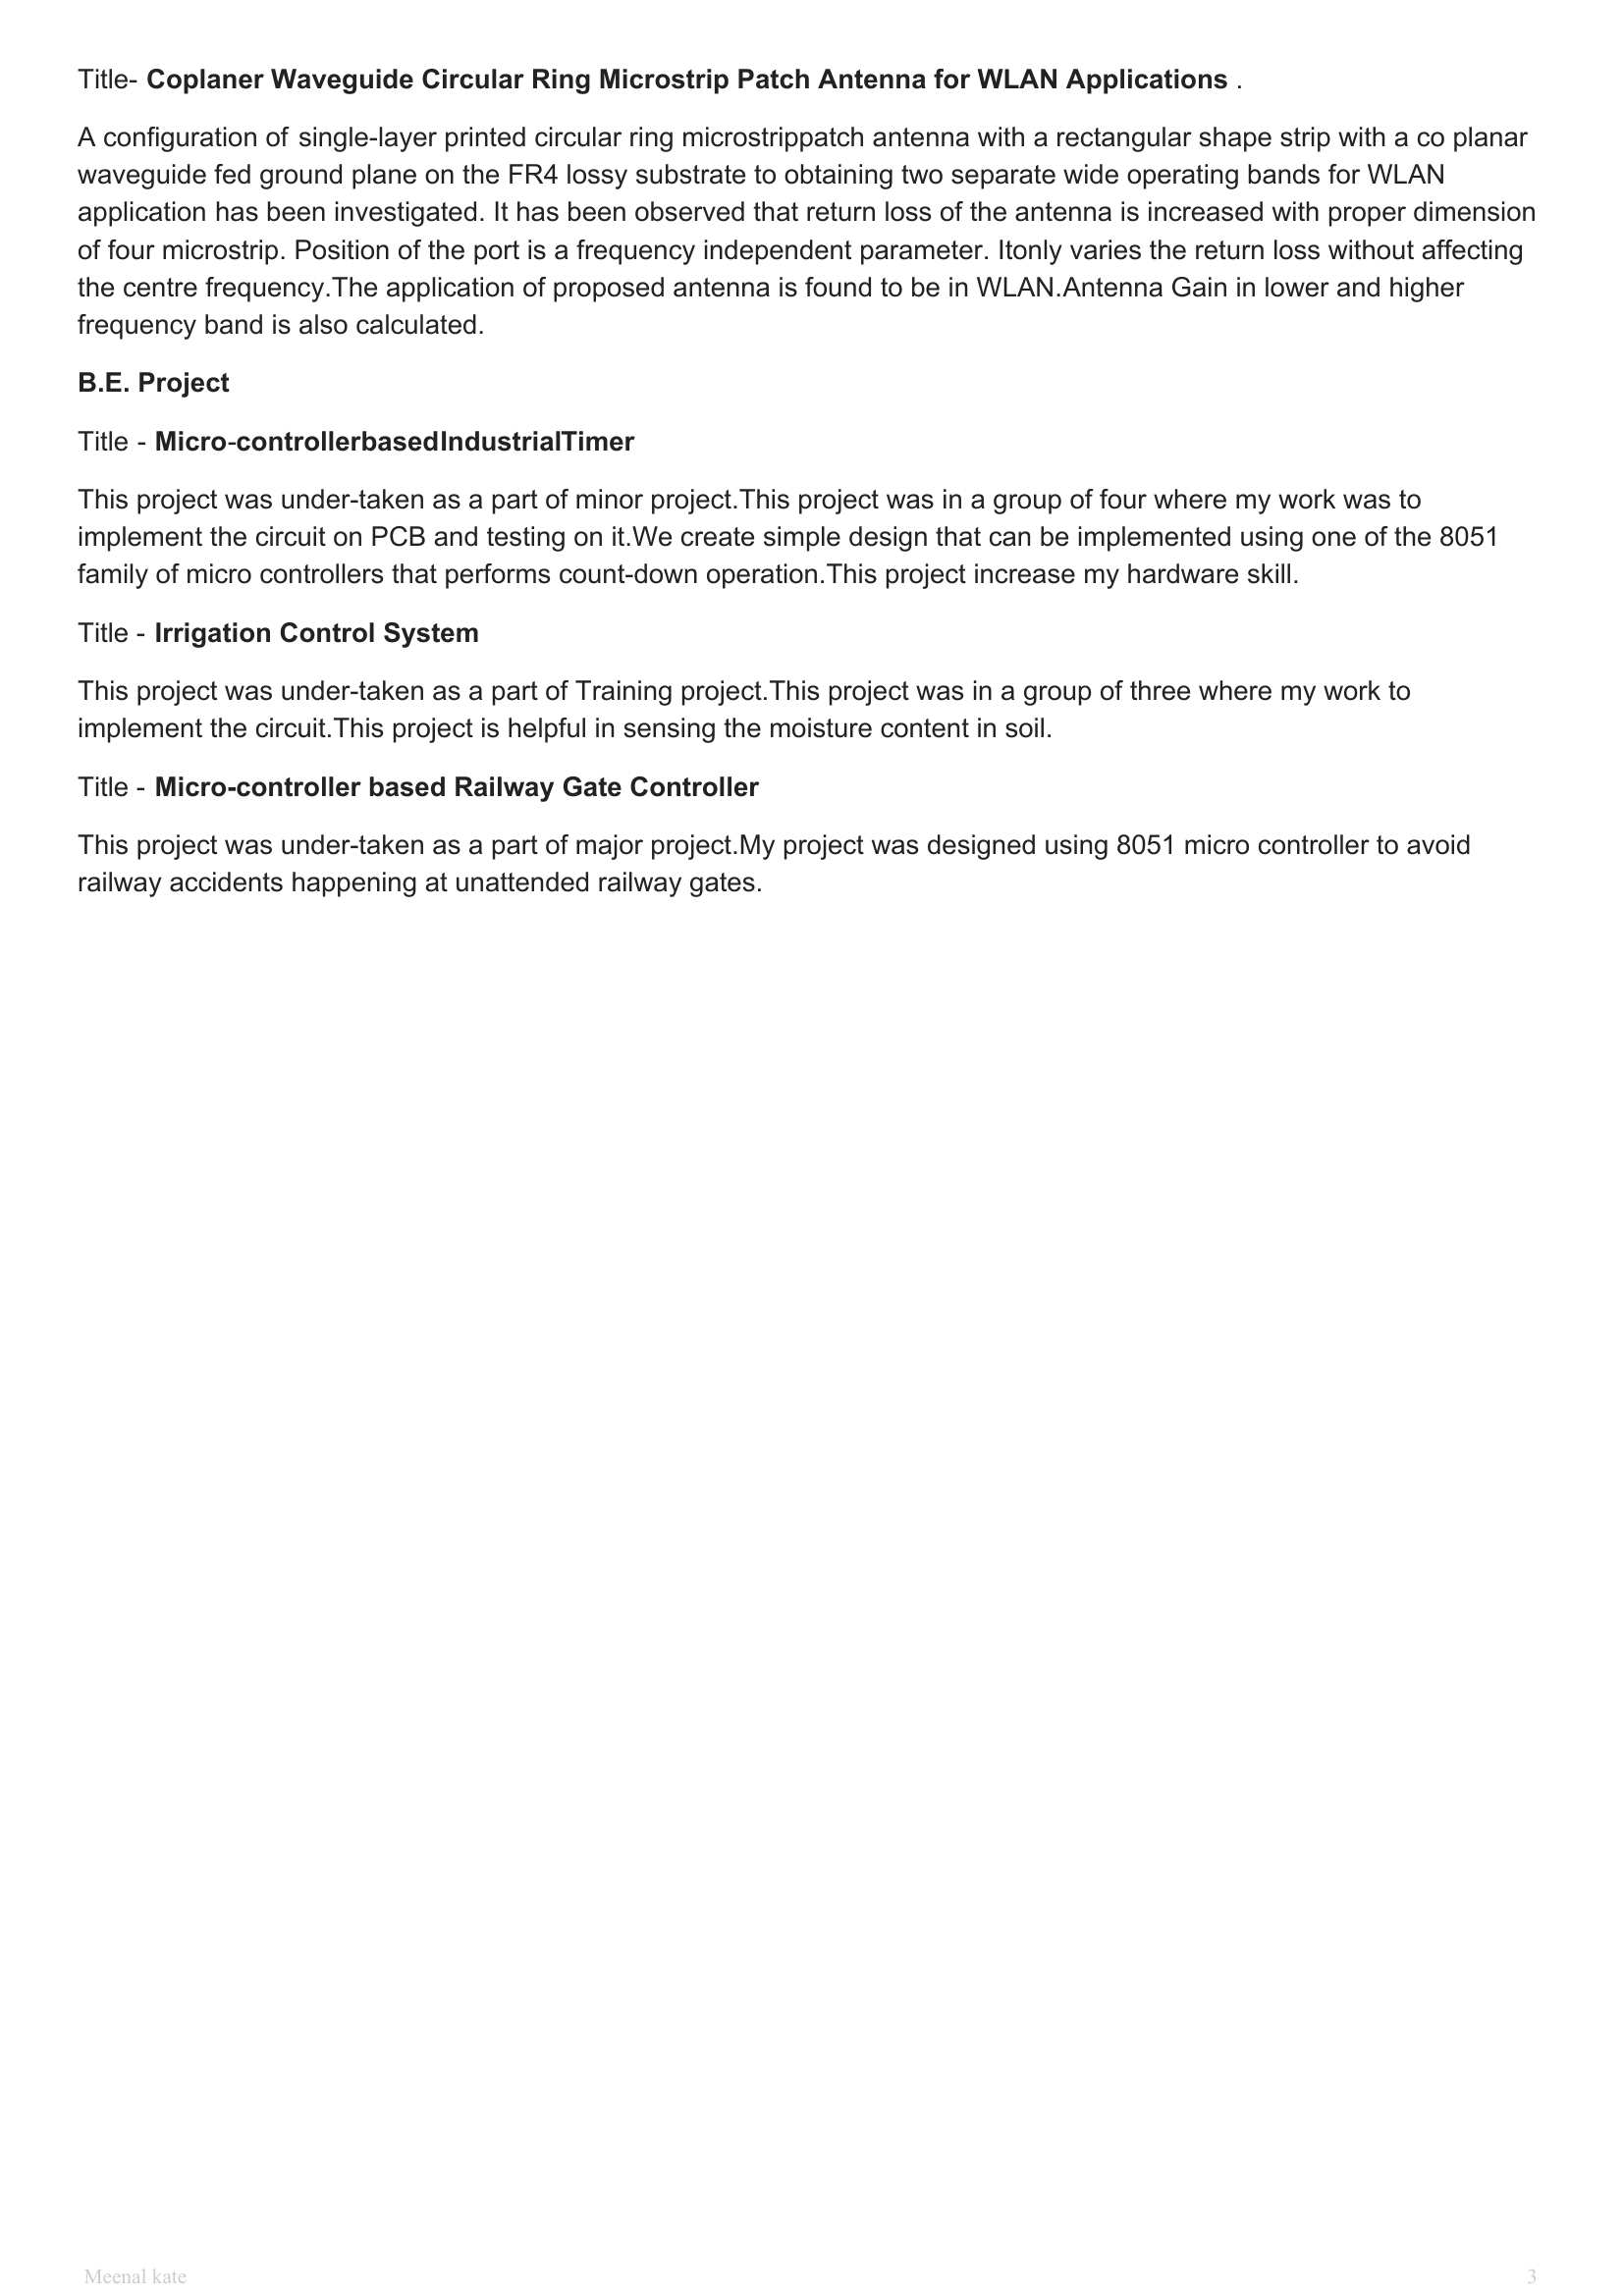 Title- Coplaner Waveguide Circular Ring Microstrip Patch Antenna for WLAN Applications .
A configuration of single-layer printed circular ring microstrippatch antenna with a rectangular shape strip with a co planar
waveguide fed ground plane on the FR4 lossy substrate to obtaining two separate wide operating bands for WLAN
application has been investigated. It has been observed that return loss of the antenna is increased with proper dimension
of four microstrip. Position of the port is a frequency independent parameter. Itonly varies the return loss without affecting
the centre frequency.The application of proposed antenna is found to be in WLAN.Antenna Gain in lower and higher
frequency band is also calculated.
B.E. Project
Title - Micro-controllerbasedIndustrialTimer
This project was under-taken as a part of minor project.This project was in a group of four where my work was to
implement the circuit on PCB and testing on it.We create simple design that can be implemented using one of the 8051
family of micro controllers that performs count-down operation.This project increase my hardware skill.
Title - Irrigation Control System
This project was under-taken as a part of Training project.This project was in a group of three where my work to
implement the circuit.This project is helpful in sensing the moisture content in soil.
Title - Micro-controller based Railway Gate Controller
This project was under-taken as a part of major project.My project was designed using 8051 micro controller to avoid
railway accidents happening at unattended railway gates.
Meenal kate 3